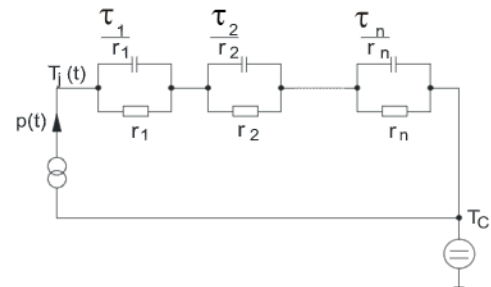 τ1/r1 τ2/r2 τn/rn
Tj (t)
p(t)
r1 r2 rn
TC